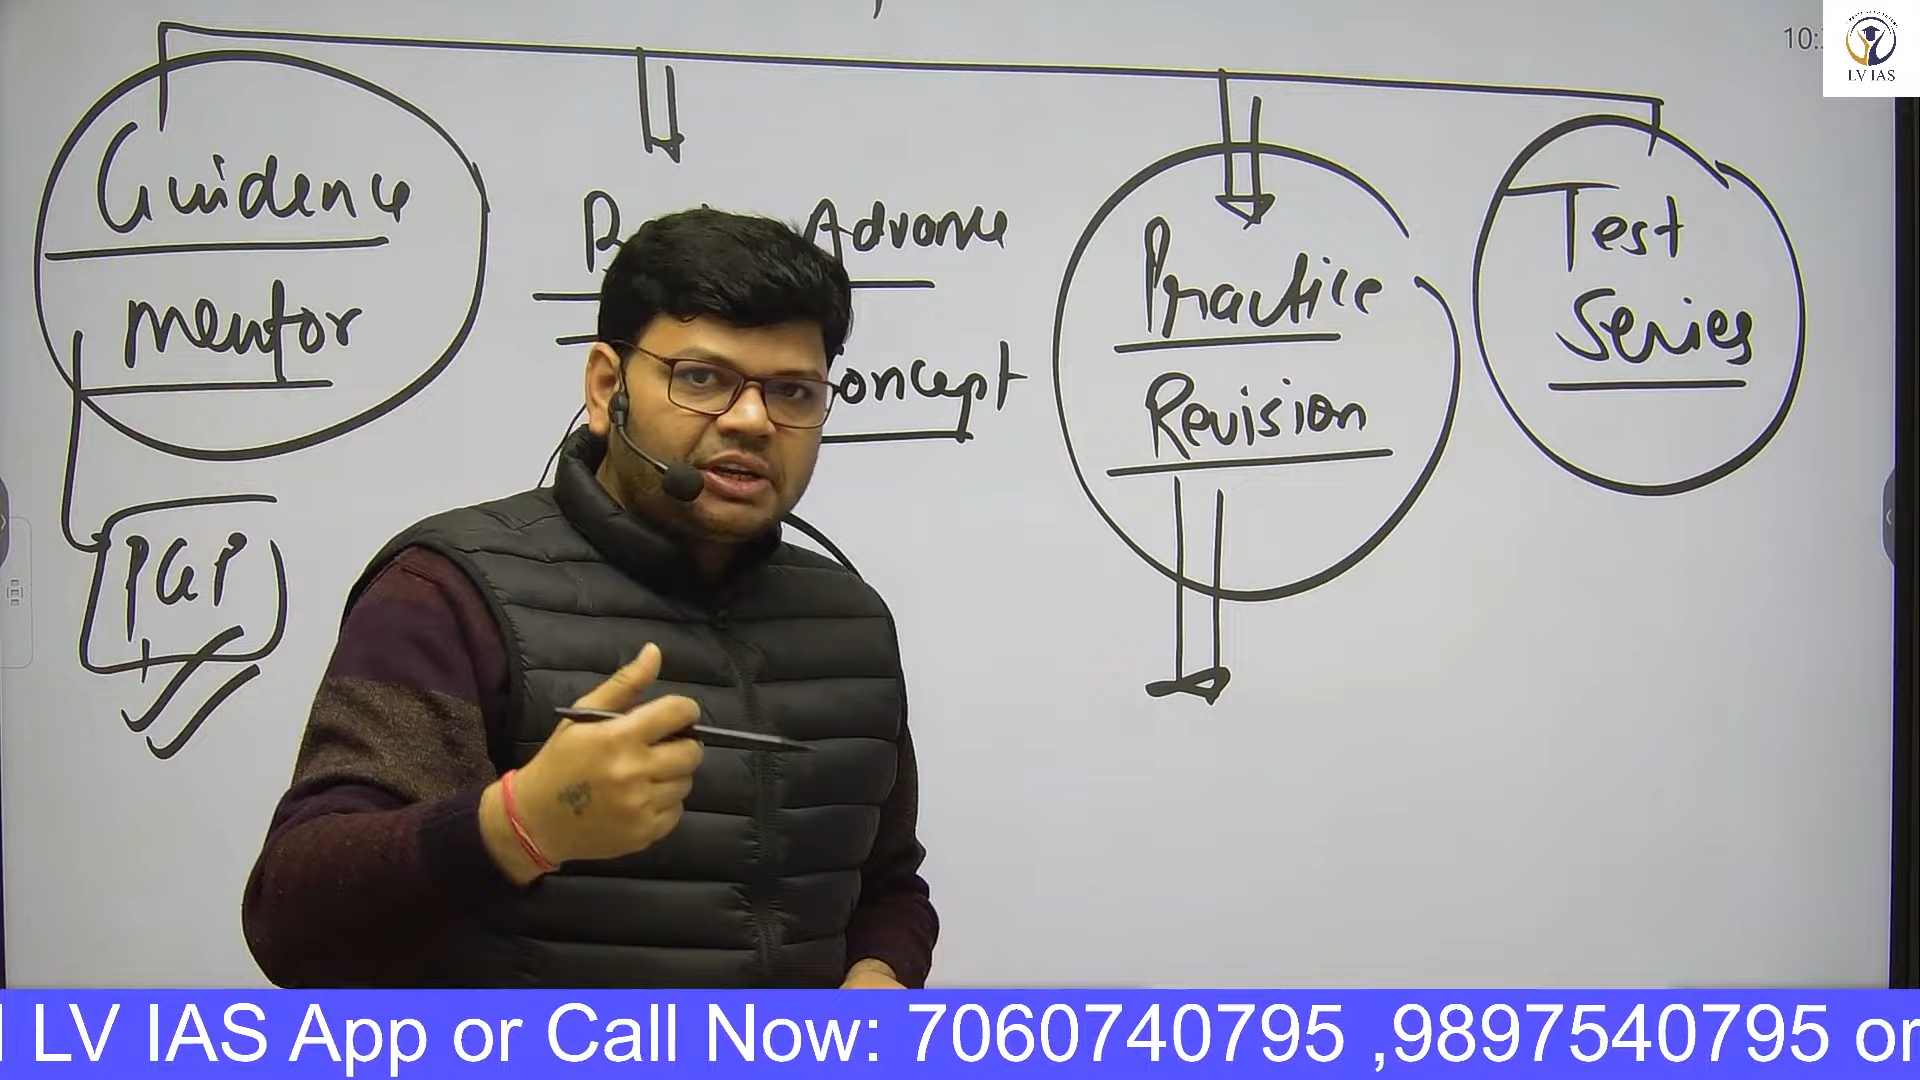 10:
LV IAS
Guidence
mentor
PGP
Advance
oncept
Practice
Revision
Test
Series
LV IAS App or Call Now: 7060740795 ,9897540795 or